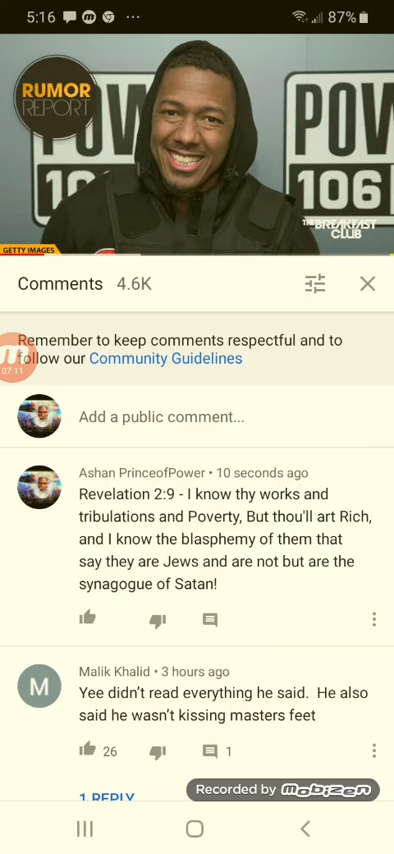 5:16 ... 87%
RUMOR
REPORT
POW
POW
106
THE BREAKFAST
CLUB
GETTY IMAGES
Comments 4.6K
Remember to keep comments respectful and to
follow our Community Guidelines
07:11
Add a public comment...
Ashan PrinceofPower • 10 seconds ago
Revelation 2:9 - I know thy works and
tribulations and Poverty, But thou'll art Rich,
and I know the blasphemy of them that
say they are Jews and are not but are the
synagogue of Satan!
M
Malik Khalid • 3 hours ago
Yee didn't read everything he said.  He also
said he wasn't kissing masters feet
26 1
Recorded by mobizen
1 REPLY